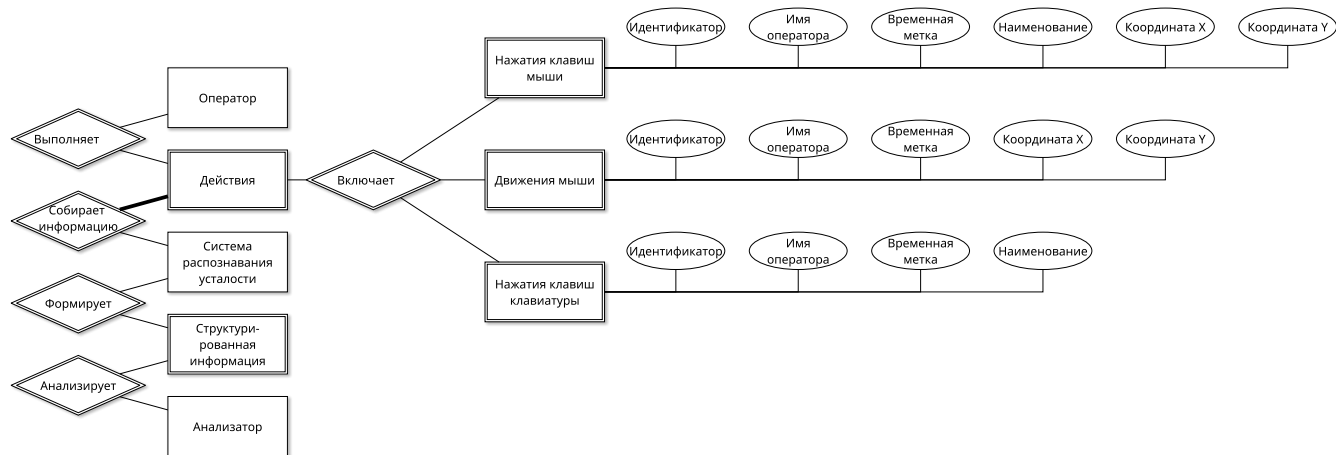 Идентификатор
Имя
оператора
Временная
метка
Наименование
Координата X
Координата Y
Нажатия клавиш
мыши
Оператор
Выполняет
Идентификатор
Имя
оператора
Временная
метка
Координата X
Координата Y
Действия
Включает
Движения мыши
Собирает
информацию
Система
распознавания
усталости
Идентификатор
Имя
оператора
Временная
метка
Наименование
Нажатия клавиш
клавиатуры
Формирует
Структури-
рованная
информация
Анализирует
Анализатор